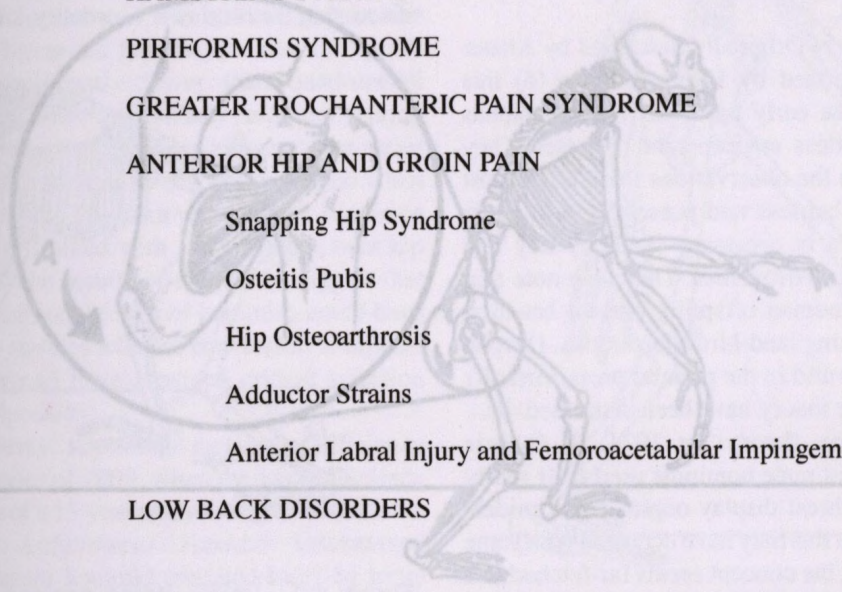 PIRIFORMIS SYNDROME
GREATER TROCHANTERIC PAIN SYNDROME
ANTERIOR HIP AND GROIN PAIN
Snapping Hip Syndrome
Osteitis Pubis
Hip Osteoarthrosis
A
Adductor Strains
Anterior Labral Injury and Femoroacetabular Impingem
LOW BACK DISORDERS